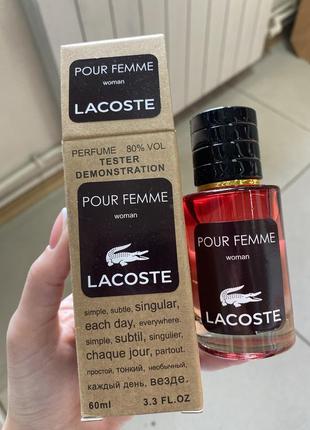 POUR FEMME
woman
LACOSTE
PERFUME 80% VOL
TESTER
DEMONSTRATION
POUR FEMME
woman
LACOSTE
simple, subtle, singular,
each day, everywhere.
simple, subtil, singulier,
chaque jour, partout.
простой, тонкий, необычный,
каждый день, везде.
60ml 3.3 FL.OZ
POUR FEMME
woman
LACOSTE